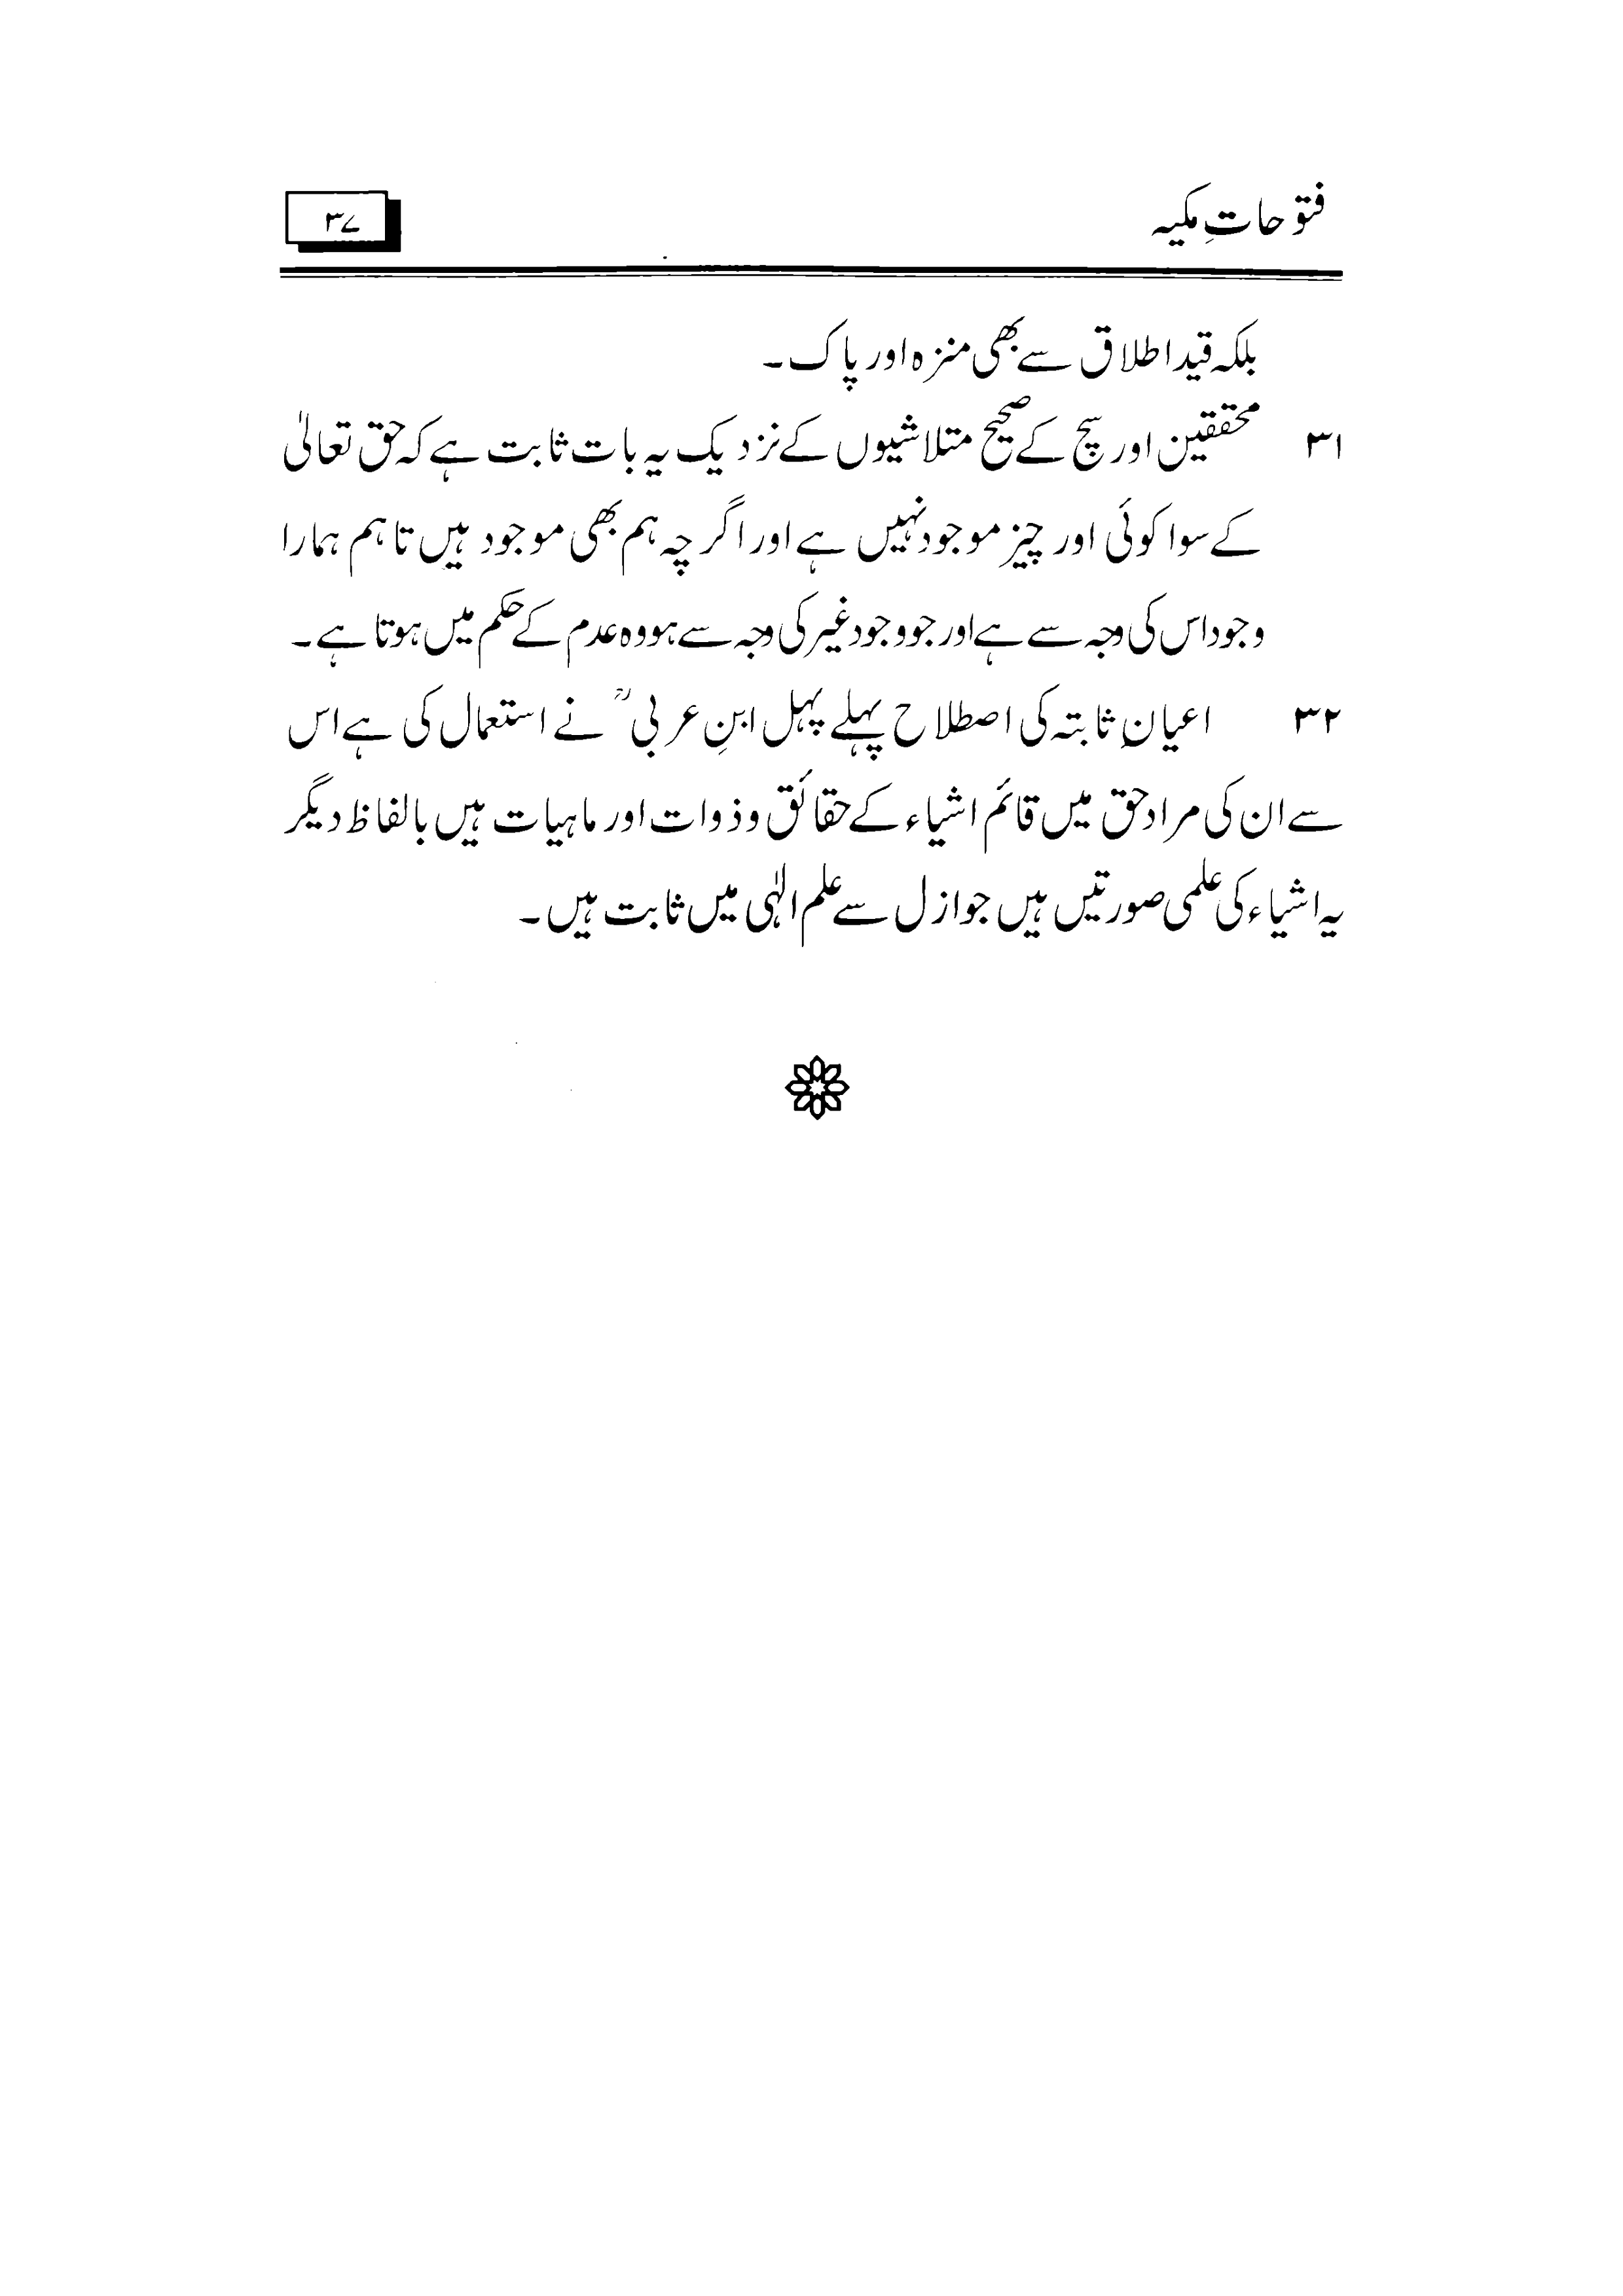 فتوحاتِ مکیہ
۳۷
بلکہ قید اطلاق سے بھی منزہ اور پاک۔
۳۱ محققین اور سچ کے صحیح متلاشیوں کے نزدیک یہ بات ثابت ہے کہ حق تعالیٰ
کے سوا کوئی اور چیز موجود نہیں ہے اور اگر چہ ہم بھی موجود ہیں تاہم ہمارا
وجود اس کی وجہ سے ہے اور جو وجود غیر کی وجہ سے ہو وہ عدم کے حکم میں ہوتا ہے۔
۳۲ اعیانِ ثابتہ کی اصطلاح پہلے پہل ابنِ عربیؒ نے استعمال کی ہے اس
سے ان کی مراد حق میں قائم اشیاء کے حقائق و ذوات اور ماہیات ہیں بالفاظ دیگر
یہ اشیاء کی علمی صورتیں ہیں جو ازل سے علم الٰہی میں ثابت ہیں۔